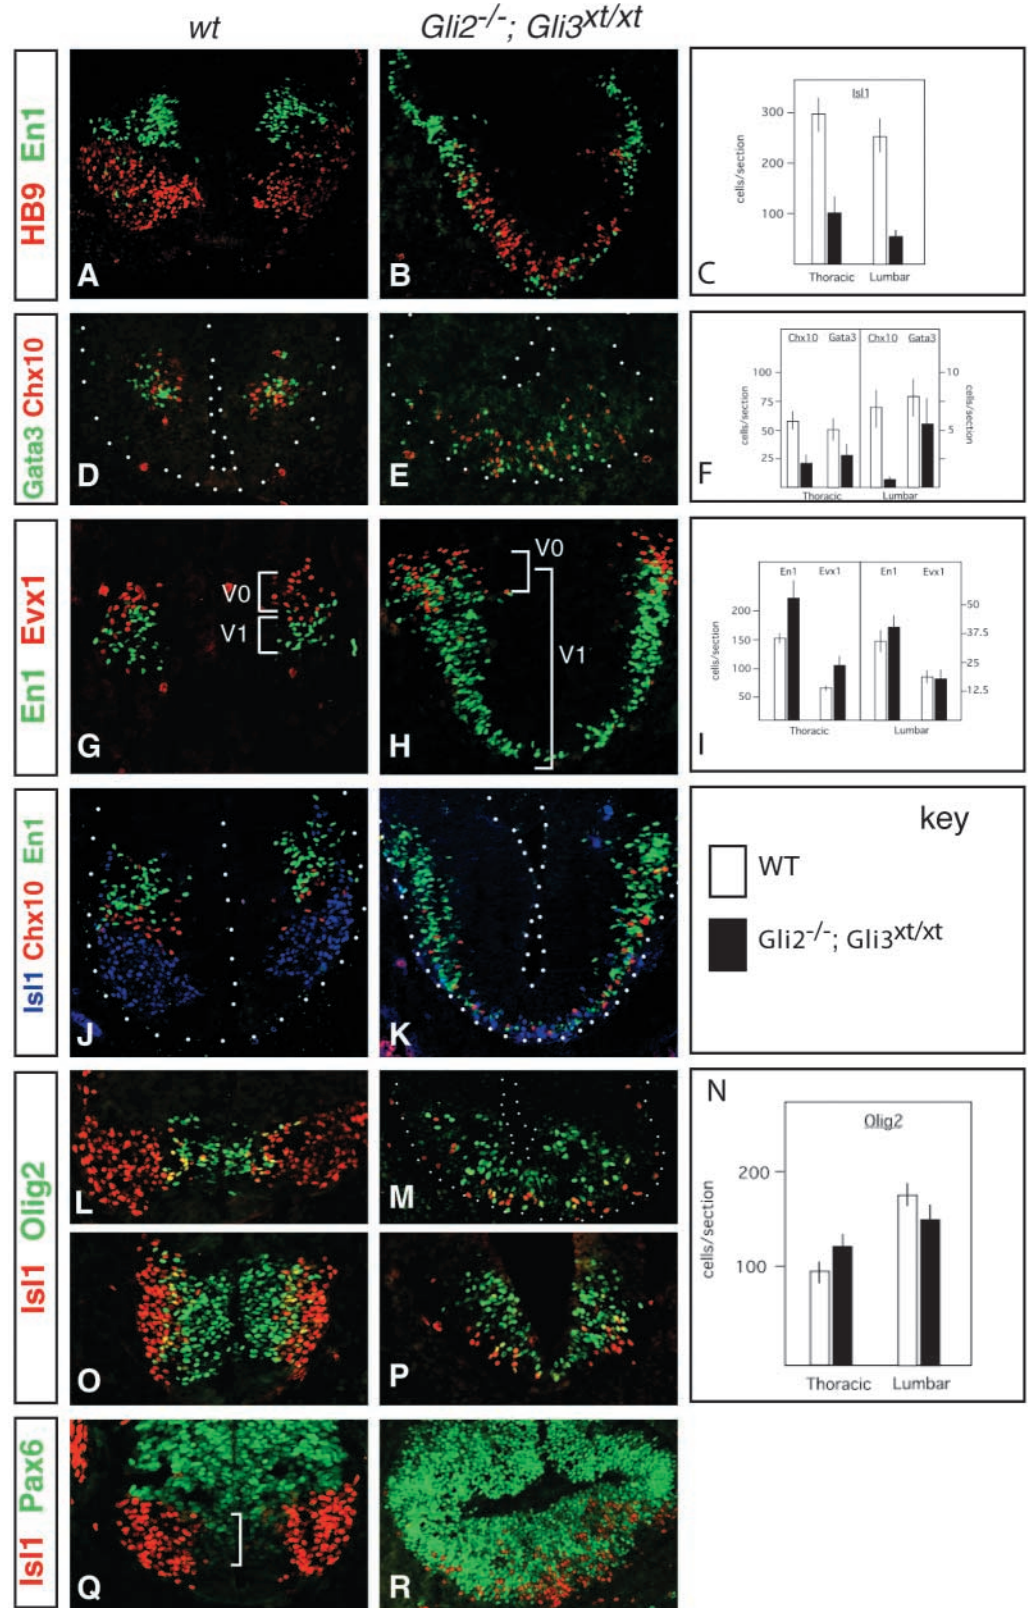 wt
Gli2-/-; Gli3xt/xt
HB9 En1
A
B
Isl1
300
200
100
cells/section
Thoracic Lumbar
C
Gata3 Chx10
D
E
Chx10 Gata3 Chx10 Gata3
100
75
50
25
10
5
cells/section
cells/section
Thoracic Lumbar
F
En1 Evx1
V0
V1
G
V0
V1
H
En1 Evx1 En1 Evx1
200
150
100
50
50
37.5
25
12.5
cells/section
Thoracic Lumbar
I
Isl1 Chx10 En1
J
K
key
WT
Gli2-/-; Gli3xt/xt
Isl1 Olig2
L
M
N
Olig2
200
100
cells/section
Thoracic Lumbar
O
P
Isl1 Pax6
Q
R